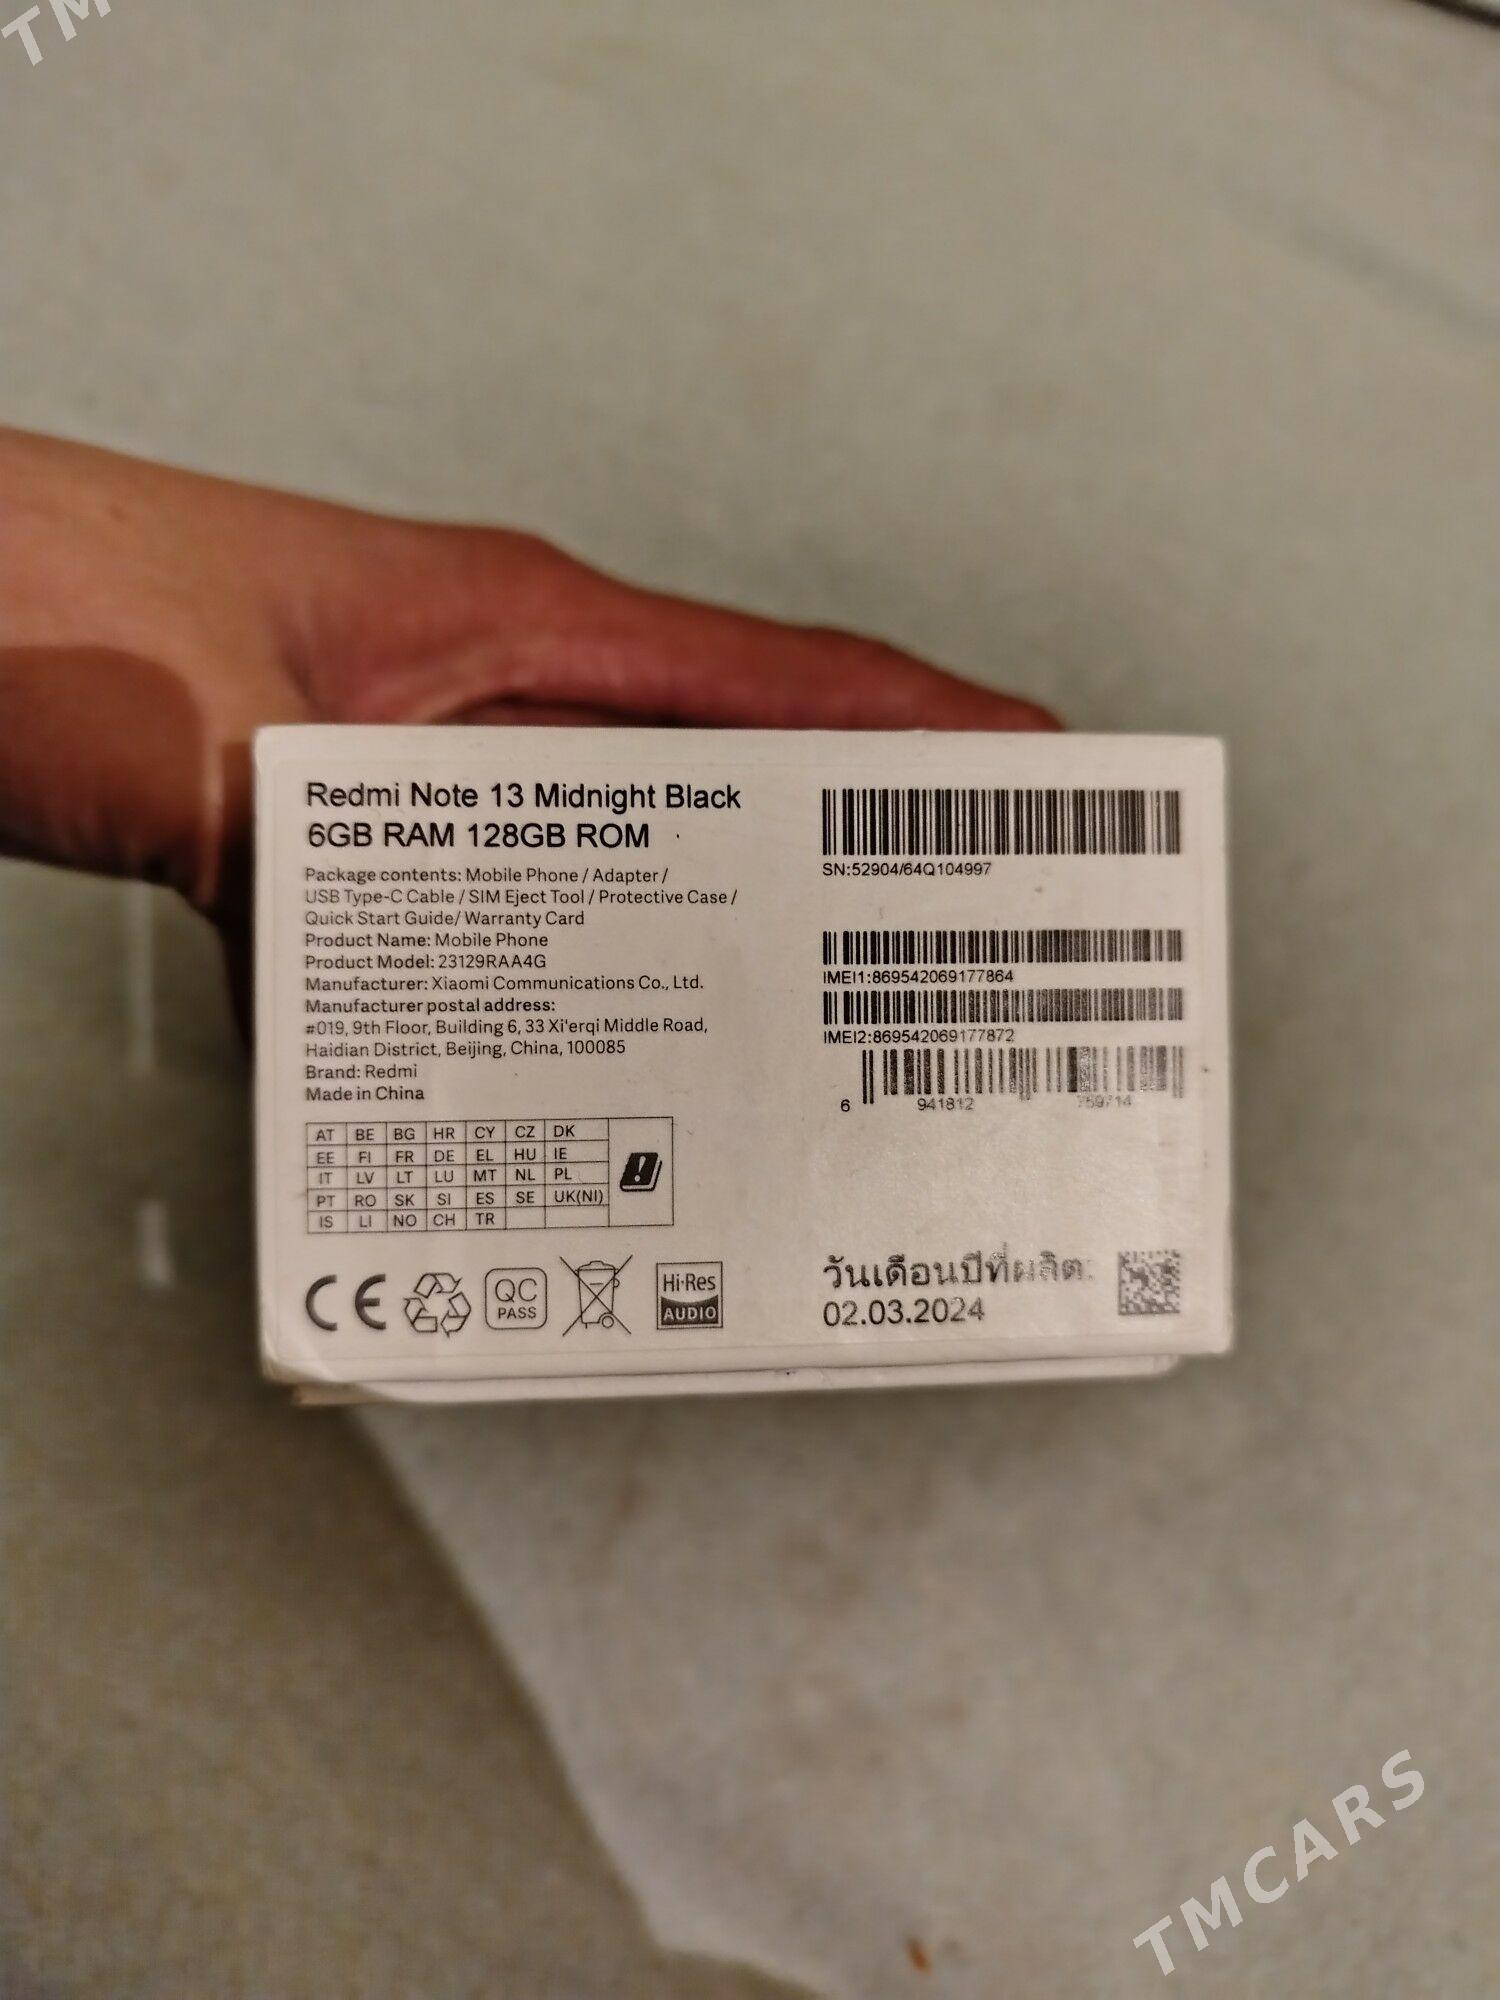 TM
Redmi Note 13 Midnight Black
6GB RAM 128GB ROM
Package contents: Mobile Phone / Adapter /
USB Type-C Cable / SIM Eject Tool / Protective Case /
Quick Start Guide/ Warranty Card
Product Name: Mobile Phone
Product Model: 23129RAA4G
Manufacturer: Xiaomi Communications Co., Ltd.
Manufacturer postal address:
#019, 9th Floor, Building 6, 33 Xi'erqi Middle Road,
Haidian District, Beijing, China, 100085
Brand: Redmi
Made in China
AT BE BG HR CY CZ DK
EE FI FR DE EL HU IE
IT LV LT LU MT NL PL
PT RO SK SI ES SE UK(NI)
IS LI NO CH TR
CE
QC
PASS
Hi-Res
AUDIO
SN:52904/64Q104997
IMEI1:869542069177864
IMEI2:869542069177872
6 941812 759714
วันเดือนปีที่ผลิต:
02.03.2024
TMCARS